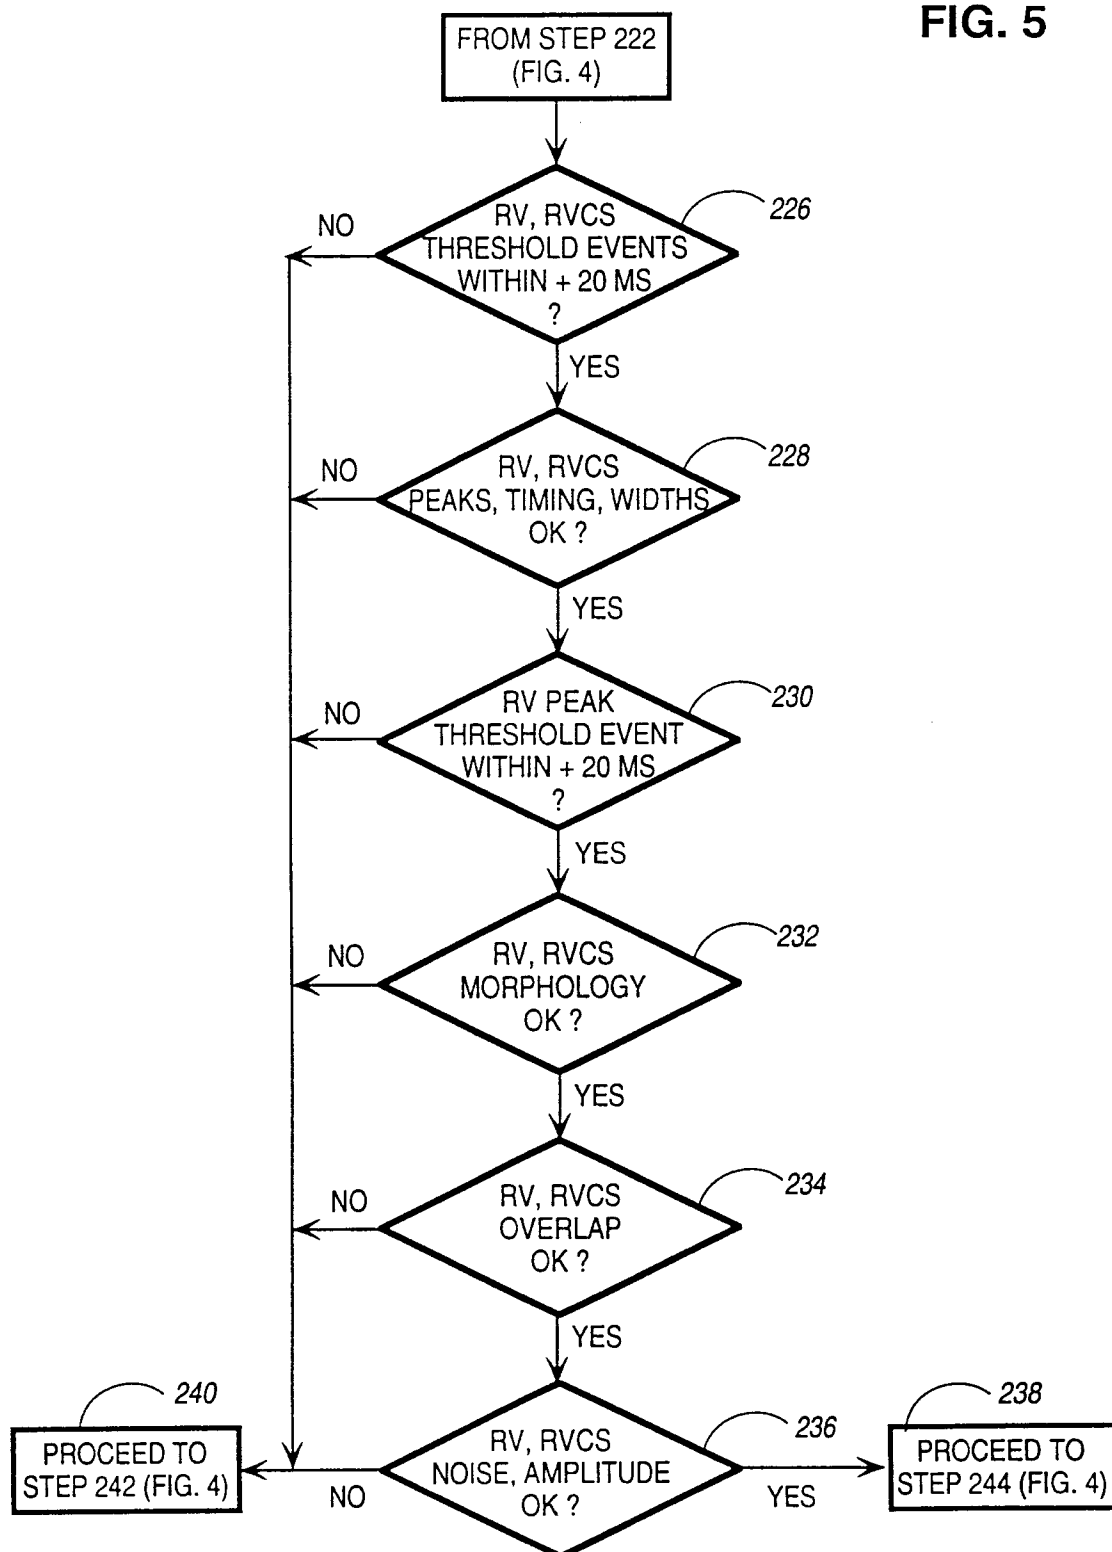 FIG. 5
FROM STEP 222
(FIG. 4)
RV, RVCS
THRESHOLD EVENTS
WITHIN + 20 MS
?
226
NO
YES
RV, RVCS
PEAKS, TIMING, WIDTHS
OK ?
228
NO
YES
RV PEAK
THRESHOLD EVENT
WITHIN + 20 MS
?
230
NO
YES
RV, RVCS
MORPHOLOGY
OK ?
232
NO
YES
RV, RVCS
OVERLAP
OK ?
234
NO
YES
RV, RVCS
NOISE, AMPLITUDE
OK ?
236
NO
YES
240
PROCEED TO
STEP 242 (FIG. 4)
238
PROCEED TO
STEP 244 (FIG. 4)